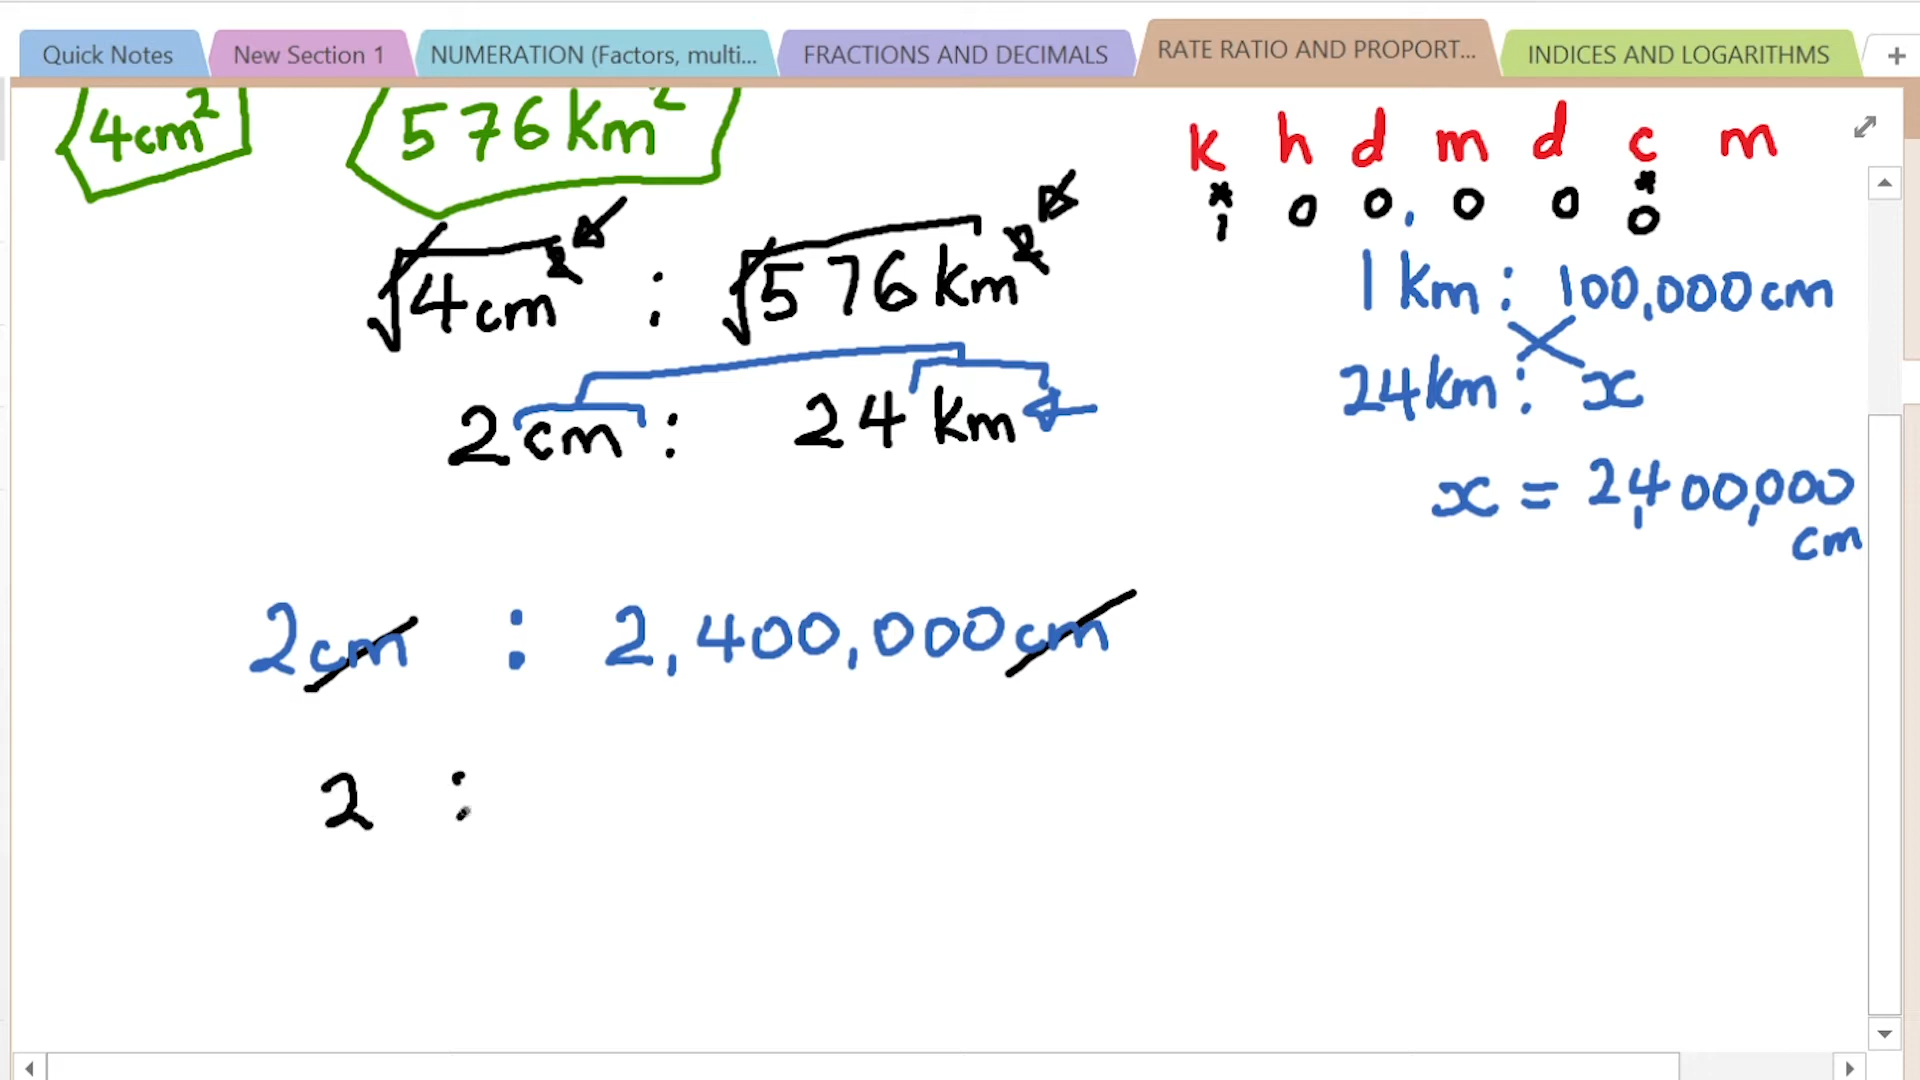 Quick Notes
New Section 1
NUMERATION (Factors, multi...
FRACTIONS AND DECIMALS
RATE RATIO AND PROPORT...
INDICES AND LOGARITHMS
+
4cm² 576km²
k h d m d c m
* *
1 0 0, 0 0 0
√4cm² : √576km²
1km : 100,000cm
24km : x
2cm : 24km
x = 2,400,000
cm
2cm : 2,400,000cm
2 :